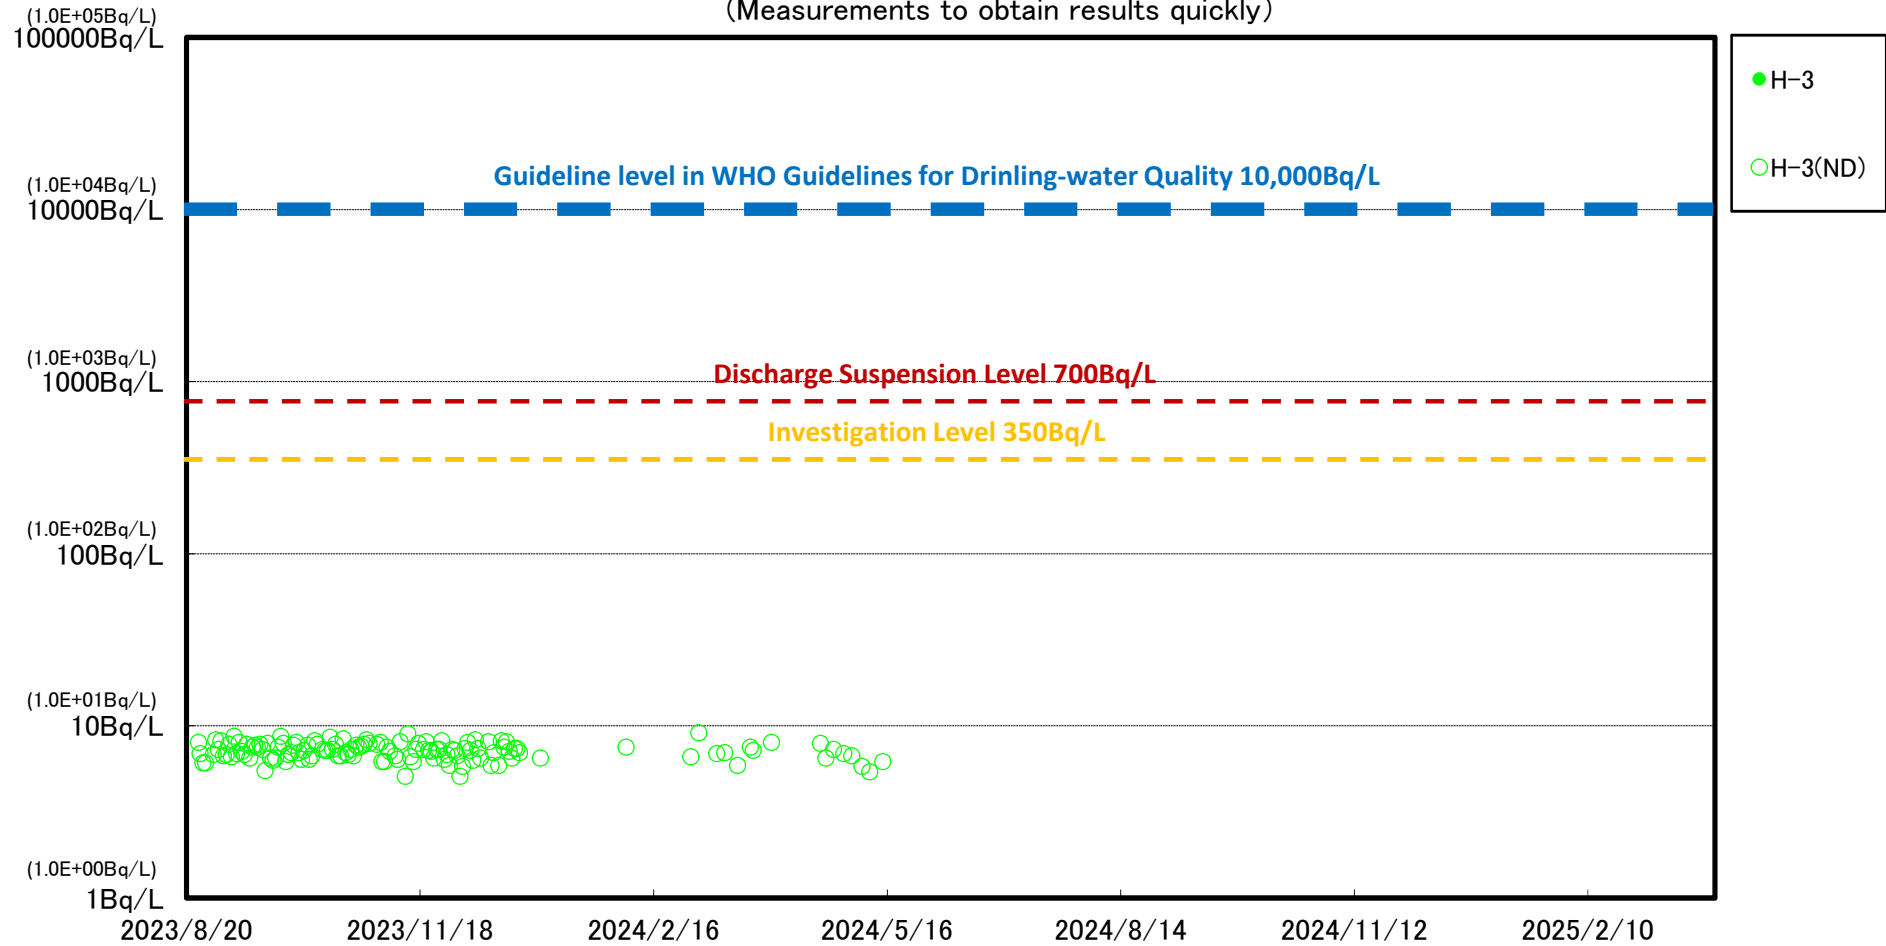 (Measurements to obtain results quickly)
(1.0E+05Bq/L)
100000Bq/L
H-3
H-3(ND)
Guideline level in WHO Guidelines for Drinling-water Quality 10,000Bq/L
(1.0E+04Bq/L)
10000Bq/L
(1.0E+03Bq/L)
1000Bq/L
Discharge Suspension Level 700Bq/L
Investigation Level 350Bq/L
(1.0E+02Bq/L)
100Bq/L
(1.0E+01Bq/L)
10Bq/L
(1.0E+00Bq/L)
1Bq/L
2023/8/20 2023/11/18 2024/2/16 2024/5/16 2024/8/14 2024/11/12 2025/2/10